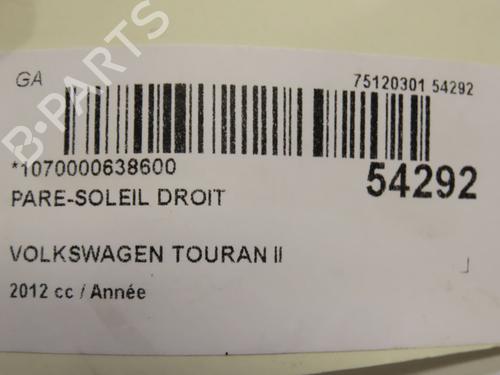 GA
75120301 54292
*1070000638600
54292
PARE-SOLEIL DROIT
VOLKSWAGEN TOURAN II
2012 cc / Année
B-PARTS